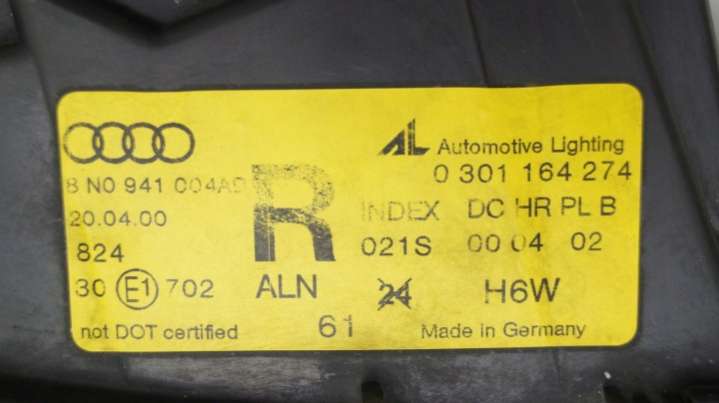 AL Automotive Lighting
8 N0 941 004AD
0 301 164 274
R
20.04.00
INDEX DC HR PL B
824
021S 00 04 02
30 E1 702
ALN
24
H6W
not DOT certified
61
Made in Germany